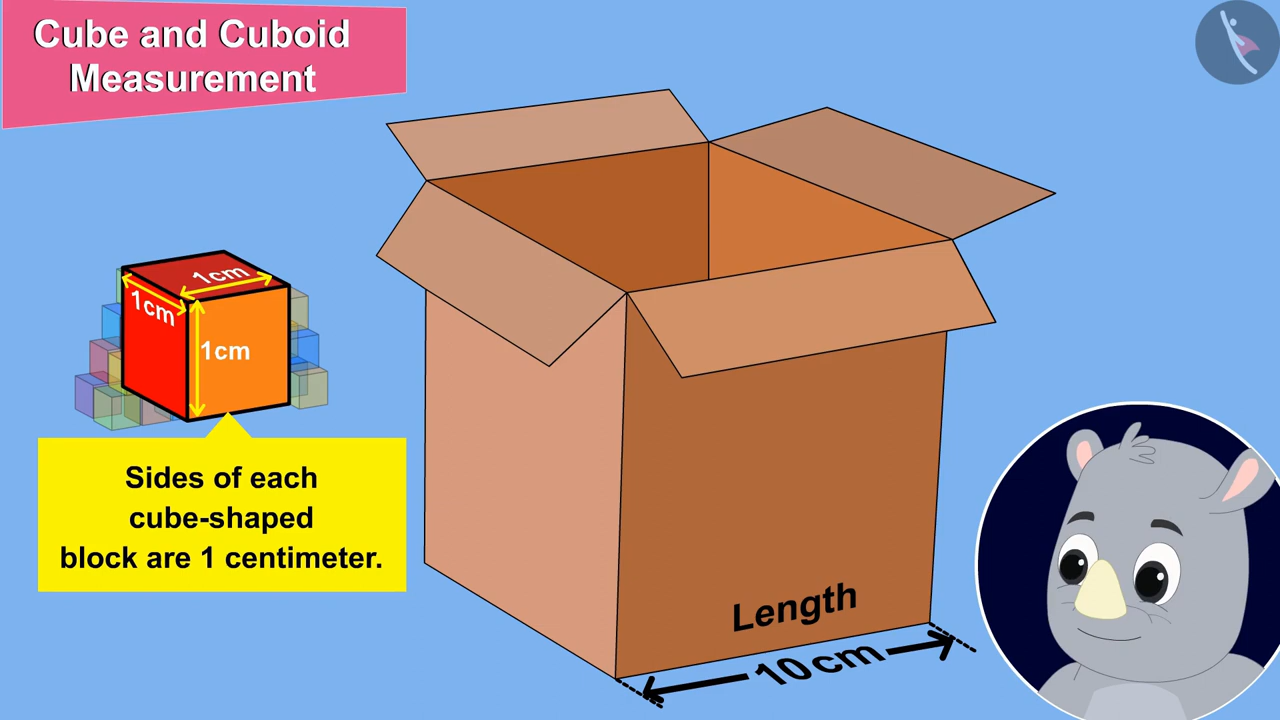 Cube and Cuboid
Measurement
1cm
1cm
1cm
Sides of each
cube-shaped
block are 1 centimeter.
Length
10 cm